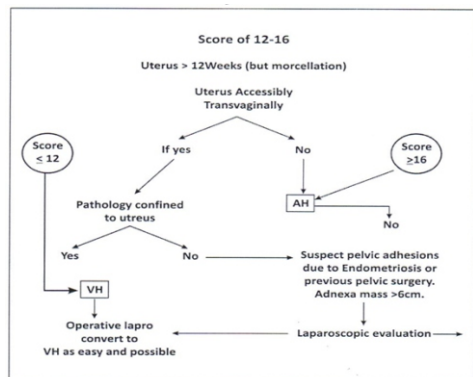 Score of 12-16
Uterus > 12Weeks (but morcellation)
Uterus Accessibly
Transvaginally
Score
≤ 12
If yes
No
Score
≥16
Pathology confined
to utreus
AH
No
Yes
No
Suspect pelvic adhesions
due to Endometriosis or
previous pelvic surgery.
Adnexa mass >6cm.
VH
Operative lapro
convert to
VH as easy and possible
Laparoscopic evaluation